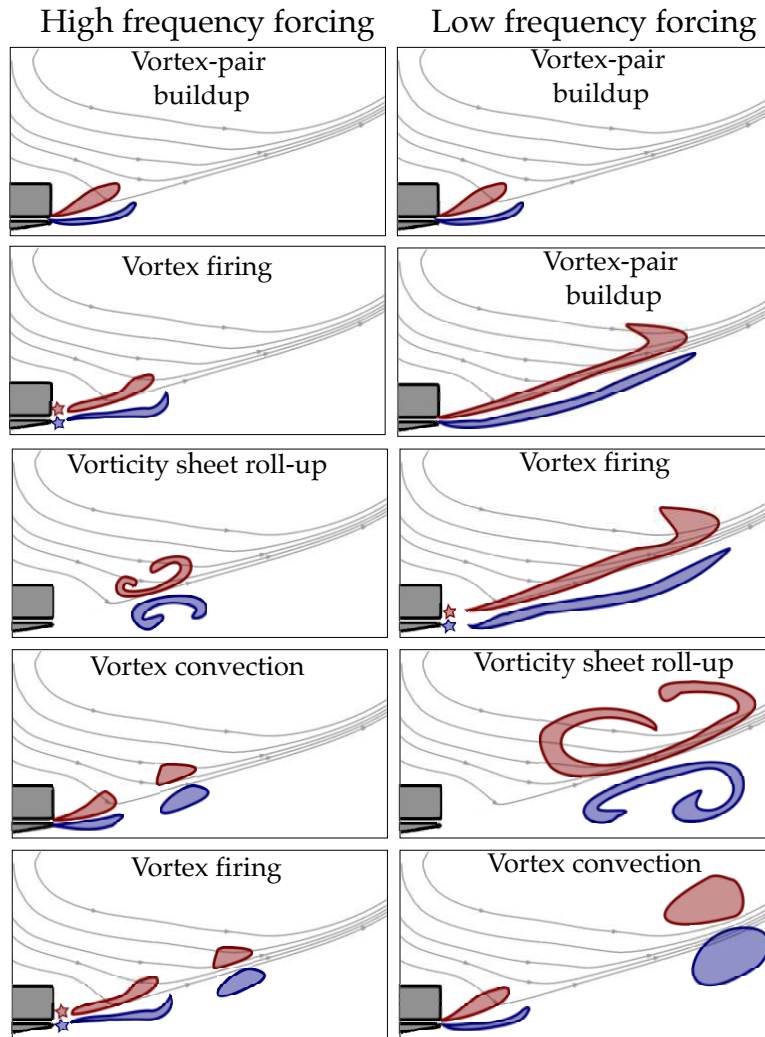 High frequency forcing
Low frequency forcing
Vortex-pair
buildup
Vortex-pair
buildup
Vortex firing
Vortex-pair
buildup
Vorticity sheet roll-up
Vortex firing
Vortex convection
Vorticity sheet roll-up
Vortex firing
Vortex convection